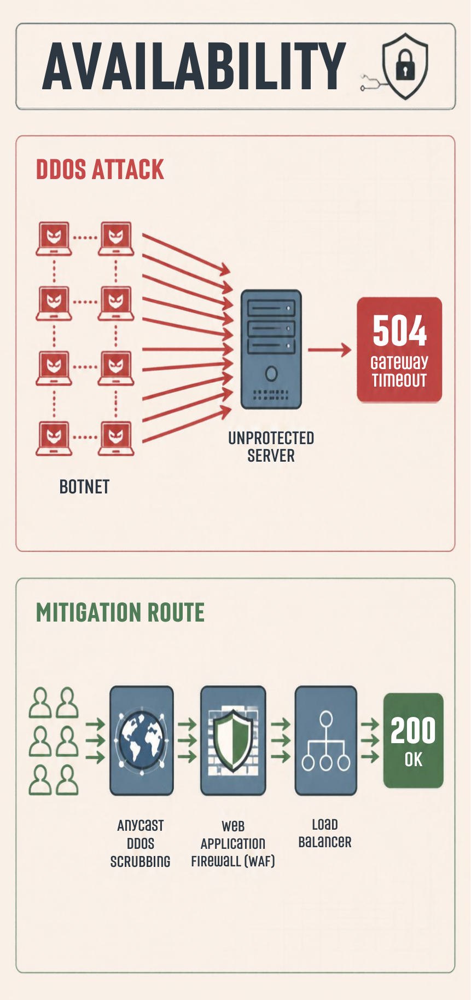 AVAILABILITY
DDOS ATTACK
504
GATEWAY
TIMEOUT
UNPROTECTED
SERVER
BOTNET
MITIGATION ROUTE
200
OK
ANYCAST
DDOS
SCRUBBING
WEB
APPLICATION
FIREWALL (WAF)
LOAD
BALANCER